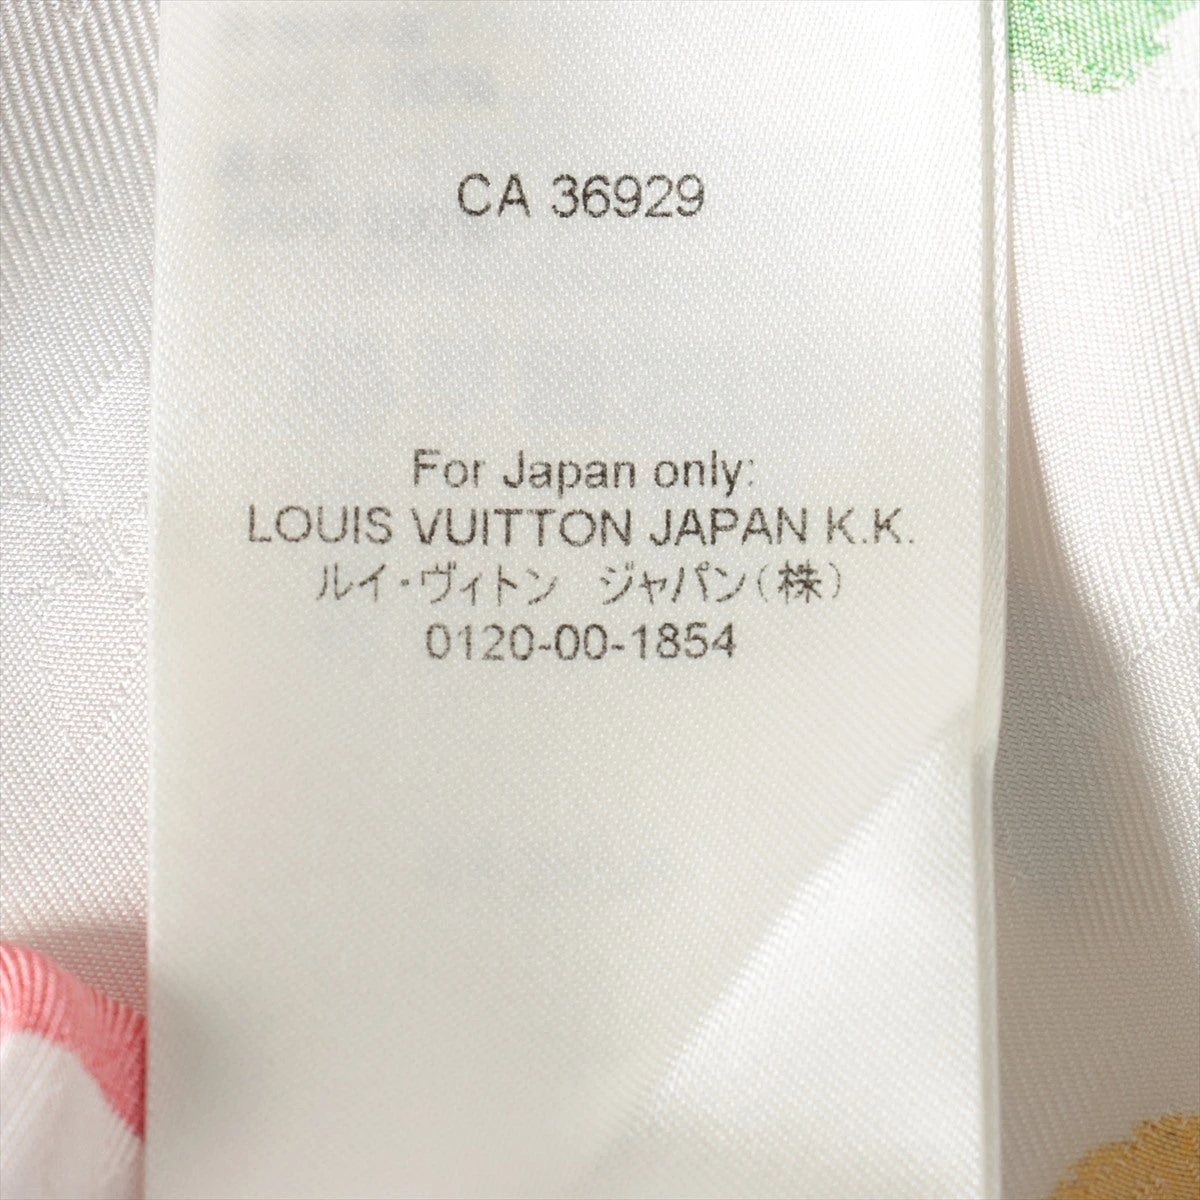 CA 36929
For Japan only:
LOUIS VUITTON JAPAN K.K.
ルイ・ヴィトン　ジャパン(株)
0120-00-1854